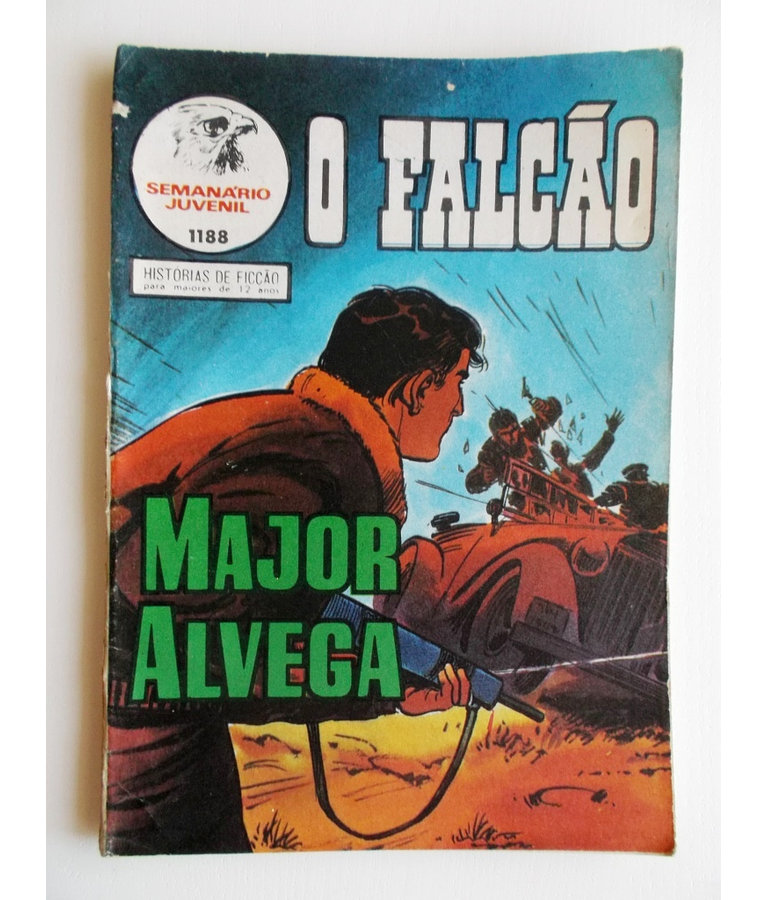 SEMANÁRIO
JUVENIL
1188
O FALCÃO
HISTÓRIAS DE FICÇÃO
para maiores de 12 anos
MAJOR
ALVEGA